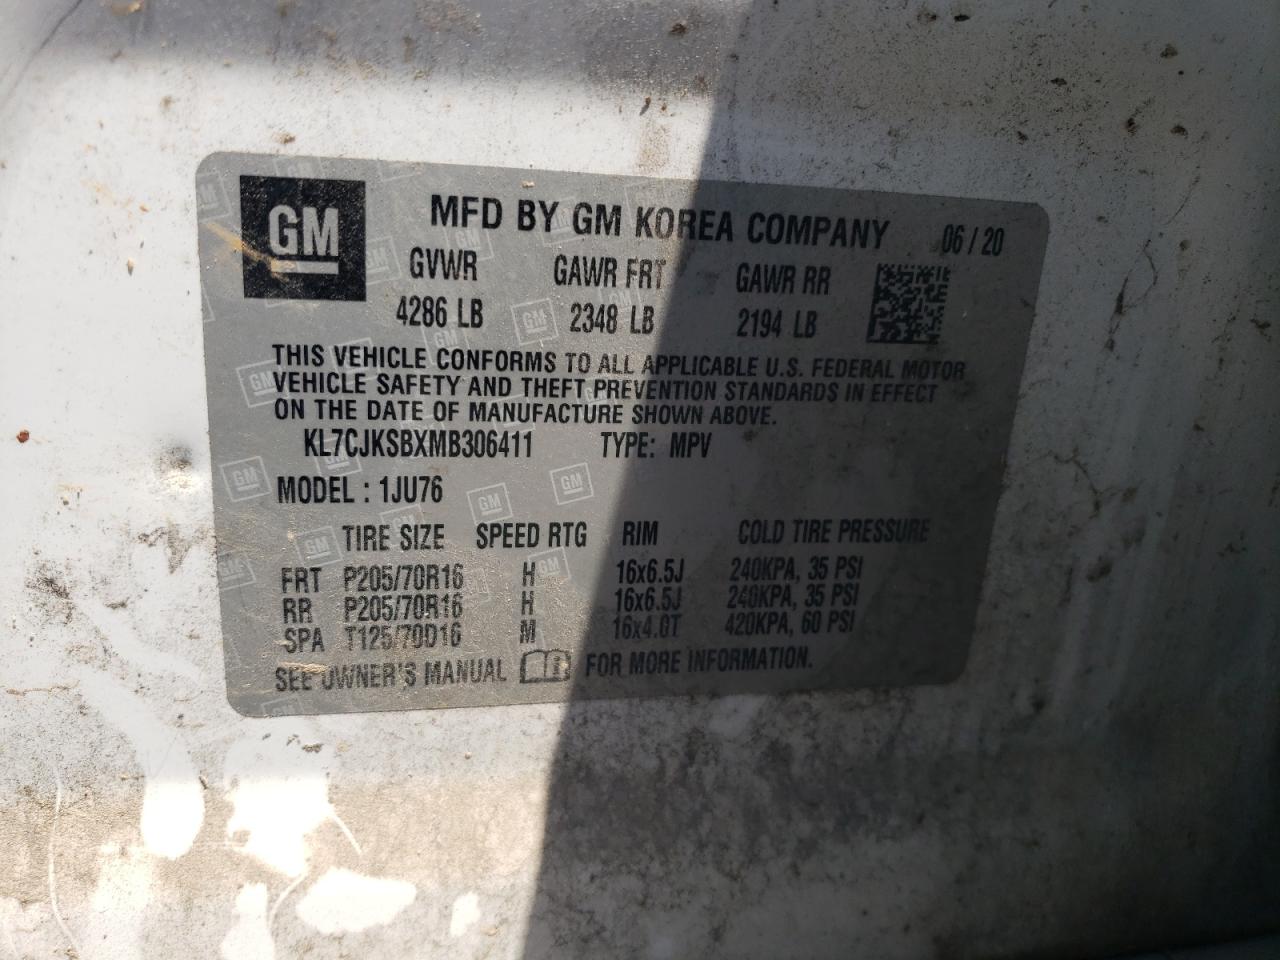 GM
MFD BY GM KOREA COMPANY 06/20
GVWR GAWR FRT GAWR RR
4286 LB 2348 LB 2194 LB
THIS VEHICLE CONFORMS TO ALL APPLICABLE U.S. FEDERAL MOTOR
VEHICLE SAFETY AND THEFT PREVENTION STANDARDS IN EFFECT
ON THE DATE OF MANUFACTURE SHOWN ABOVE.
KL7CJKSBXMB306411 TYPE: MPV
MODEL : 1JU76
TIRE SIZE SPEED RTG RIM COLD TIRE PRESSURE
FRT P205/70R16 H 16x6.5J 240KPA, 35 PSI
RR P205/70R16 H 16x6.5J 240KPA, 35 PSI
SPA T125/70D16 M 16x4.0T 420KPA, 60 PSI
SEE OWNER'S MANUAL FOR MORE INFORMATION.